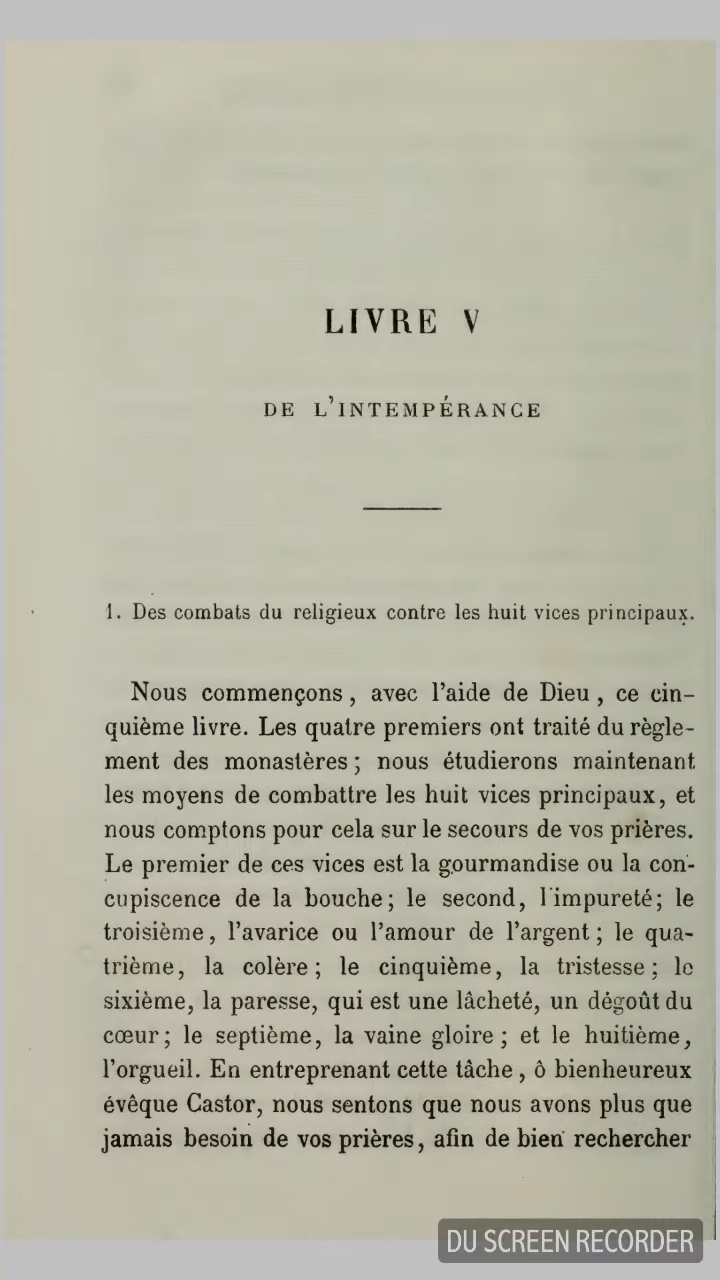 LIVRE V
DE L'INTEMPÉRANCE
1. Des combats du religieux contre les huit vices principaux.
Nous commençons, avec l'aide de Dieu, ce cin-
quième livre. Les quatre premiers ont traité du règle-
ment des monastères; nous étudierons maintenant
les moyens de combattre les huit vices principaux, et
nous comptons pour cela sur le secours de vos prières.
Le premier de ces vices est la gourmandise ou la con-
cupiscence de la bouche; le second, l'impureté; le
troisième, l'avarice ou l'amour de l'argent; le qua-
trième, la colère; le cinquième, la tristesse; le
sixième, la paresse, qui est une lâcheté, un dégoût du
cœur; le septième, la vaine gloire; et le huitième,
l'orgueil. En entreprenant cette tâche, ô bienheureux
évêque Castor, nous sentons que nous avons plus que
jamais besoin de vos prières, afin de bien rechercher
DU SCREEN RECORDER